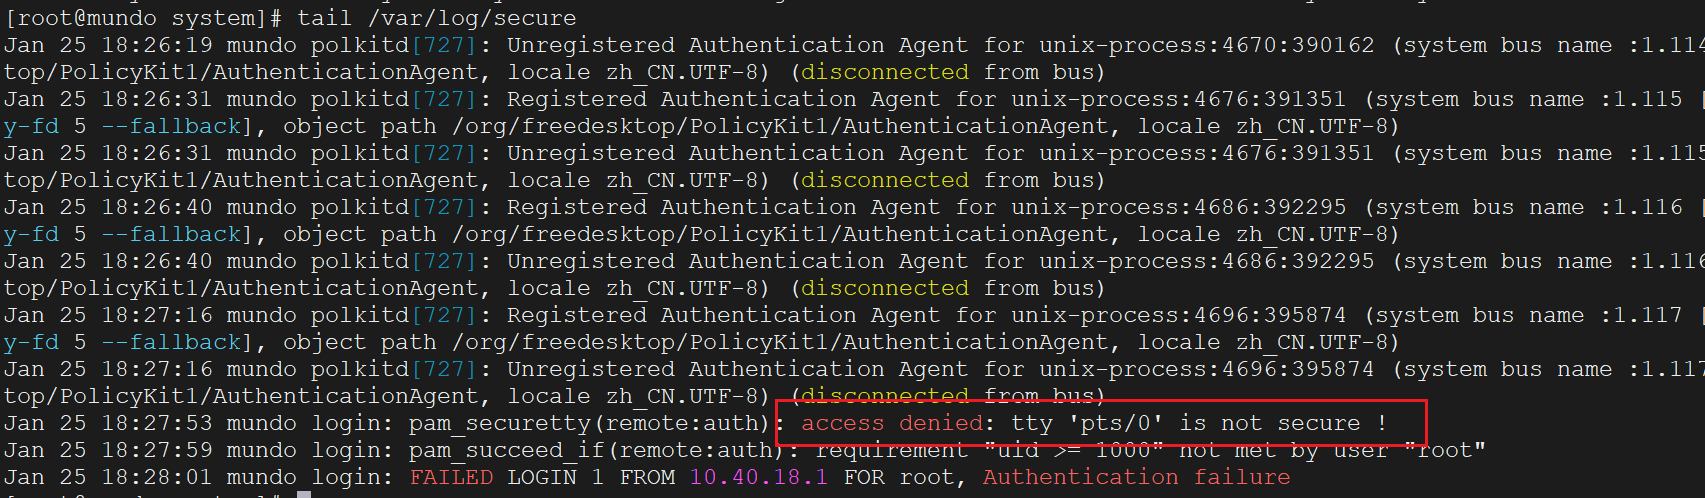 [root@mundo system]# tail /var/log/secure
Jan 25 18:26:19 mundo polkitd[727]: Unregistered Authentication Agent for unix-process:4670:390162 (system bus name :1.114
top/PolicyKit1/AuthenticationAgent, locale zh_CN.UTF-8) (disconnected from bus)
Jan 25 18:26:31 mundo polkitd[727]: Registered Authentication Agent for unix-process:4676:391351 (system bus name :1.115 [
y-fd 5 --fallback], object path /org/freedesktop/PolicyKit1/AuthenticationAgent, locale zh_CN.UTF-8)
Jan 25 18:26:31 mundo polkitd[727]: Unregistered Authentication Agent for unix-process:4676:391351 (system bus name :1.115
top/PolicyKit1/AuthenticationAgent, locale zh_CN.UTF-8) (disconnected from bus)
Jan 25 18:26:40 mundo polkitd[727]: Registered Authentication Agent for unix-process:4686:392295 (system bus name :1.116 [
y-fd 5 --fallback], object path /org/freedesktop/PolicyKit1/AuthenticationAgent, locale zh_CN.UTF-8)
Jan 25 18:26:40 mundo polkitd[727]: Unregistered Authentication Agent for unix-process:4686:392295 (system bus name :1.116
top/PolicyKit1/AuthenticationAgent, locale zh_CN.UTF-8) (disconnected from bus)
Jan 25 18:27:16 mundo polkitd[727]: Registered Authentication Agent for unix-process:4696:395874 (system bus name :1.117 [
y-fd 5 --fallback], object path /org/freedesktop/PolicyKit1/AuthenticationAgent, locale zh_CN.UTF-8)
Jan 25 18:27:16 mundo polkitd[727]: Unregistered Authentication Agent for unix-process:4696:395874 (system bus name :1.117
top/PolicyKit1/AuthenticationAgent, locale zh_CN.UTF-8) (disconnected from bus)
Jan 25 18:27:53 mundo login: pam_securetty(remote:auth): access denied: tty 'pts/0' is not secure !
Jan 25 18:27:59 mundo login: pam_succeed_if(remote:auth): requirement "uid >= 1000" not met by user "root"
Jan 25 18:28:01 mundo login: FAILED LOGIN 1 FROM 10.40.18.1 FOR root, Authentication failure